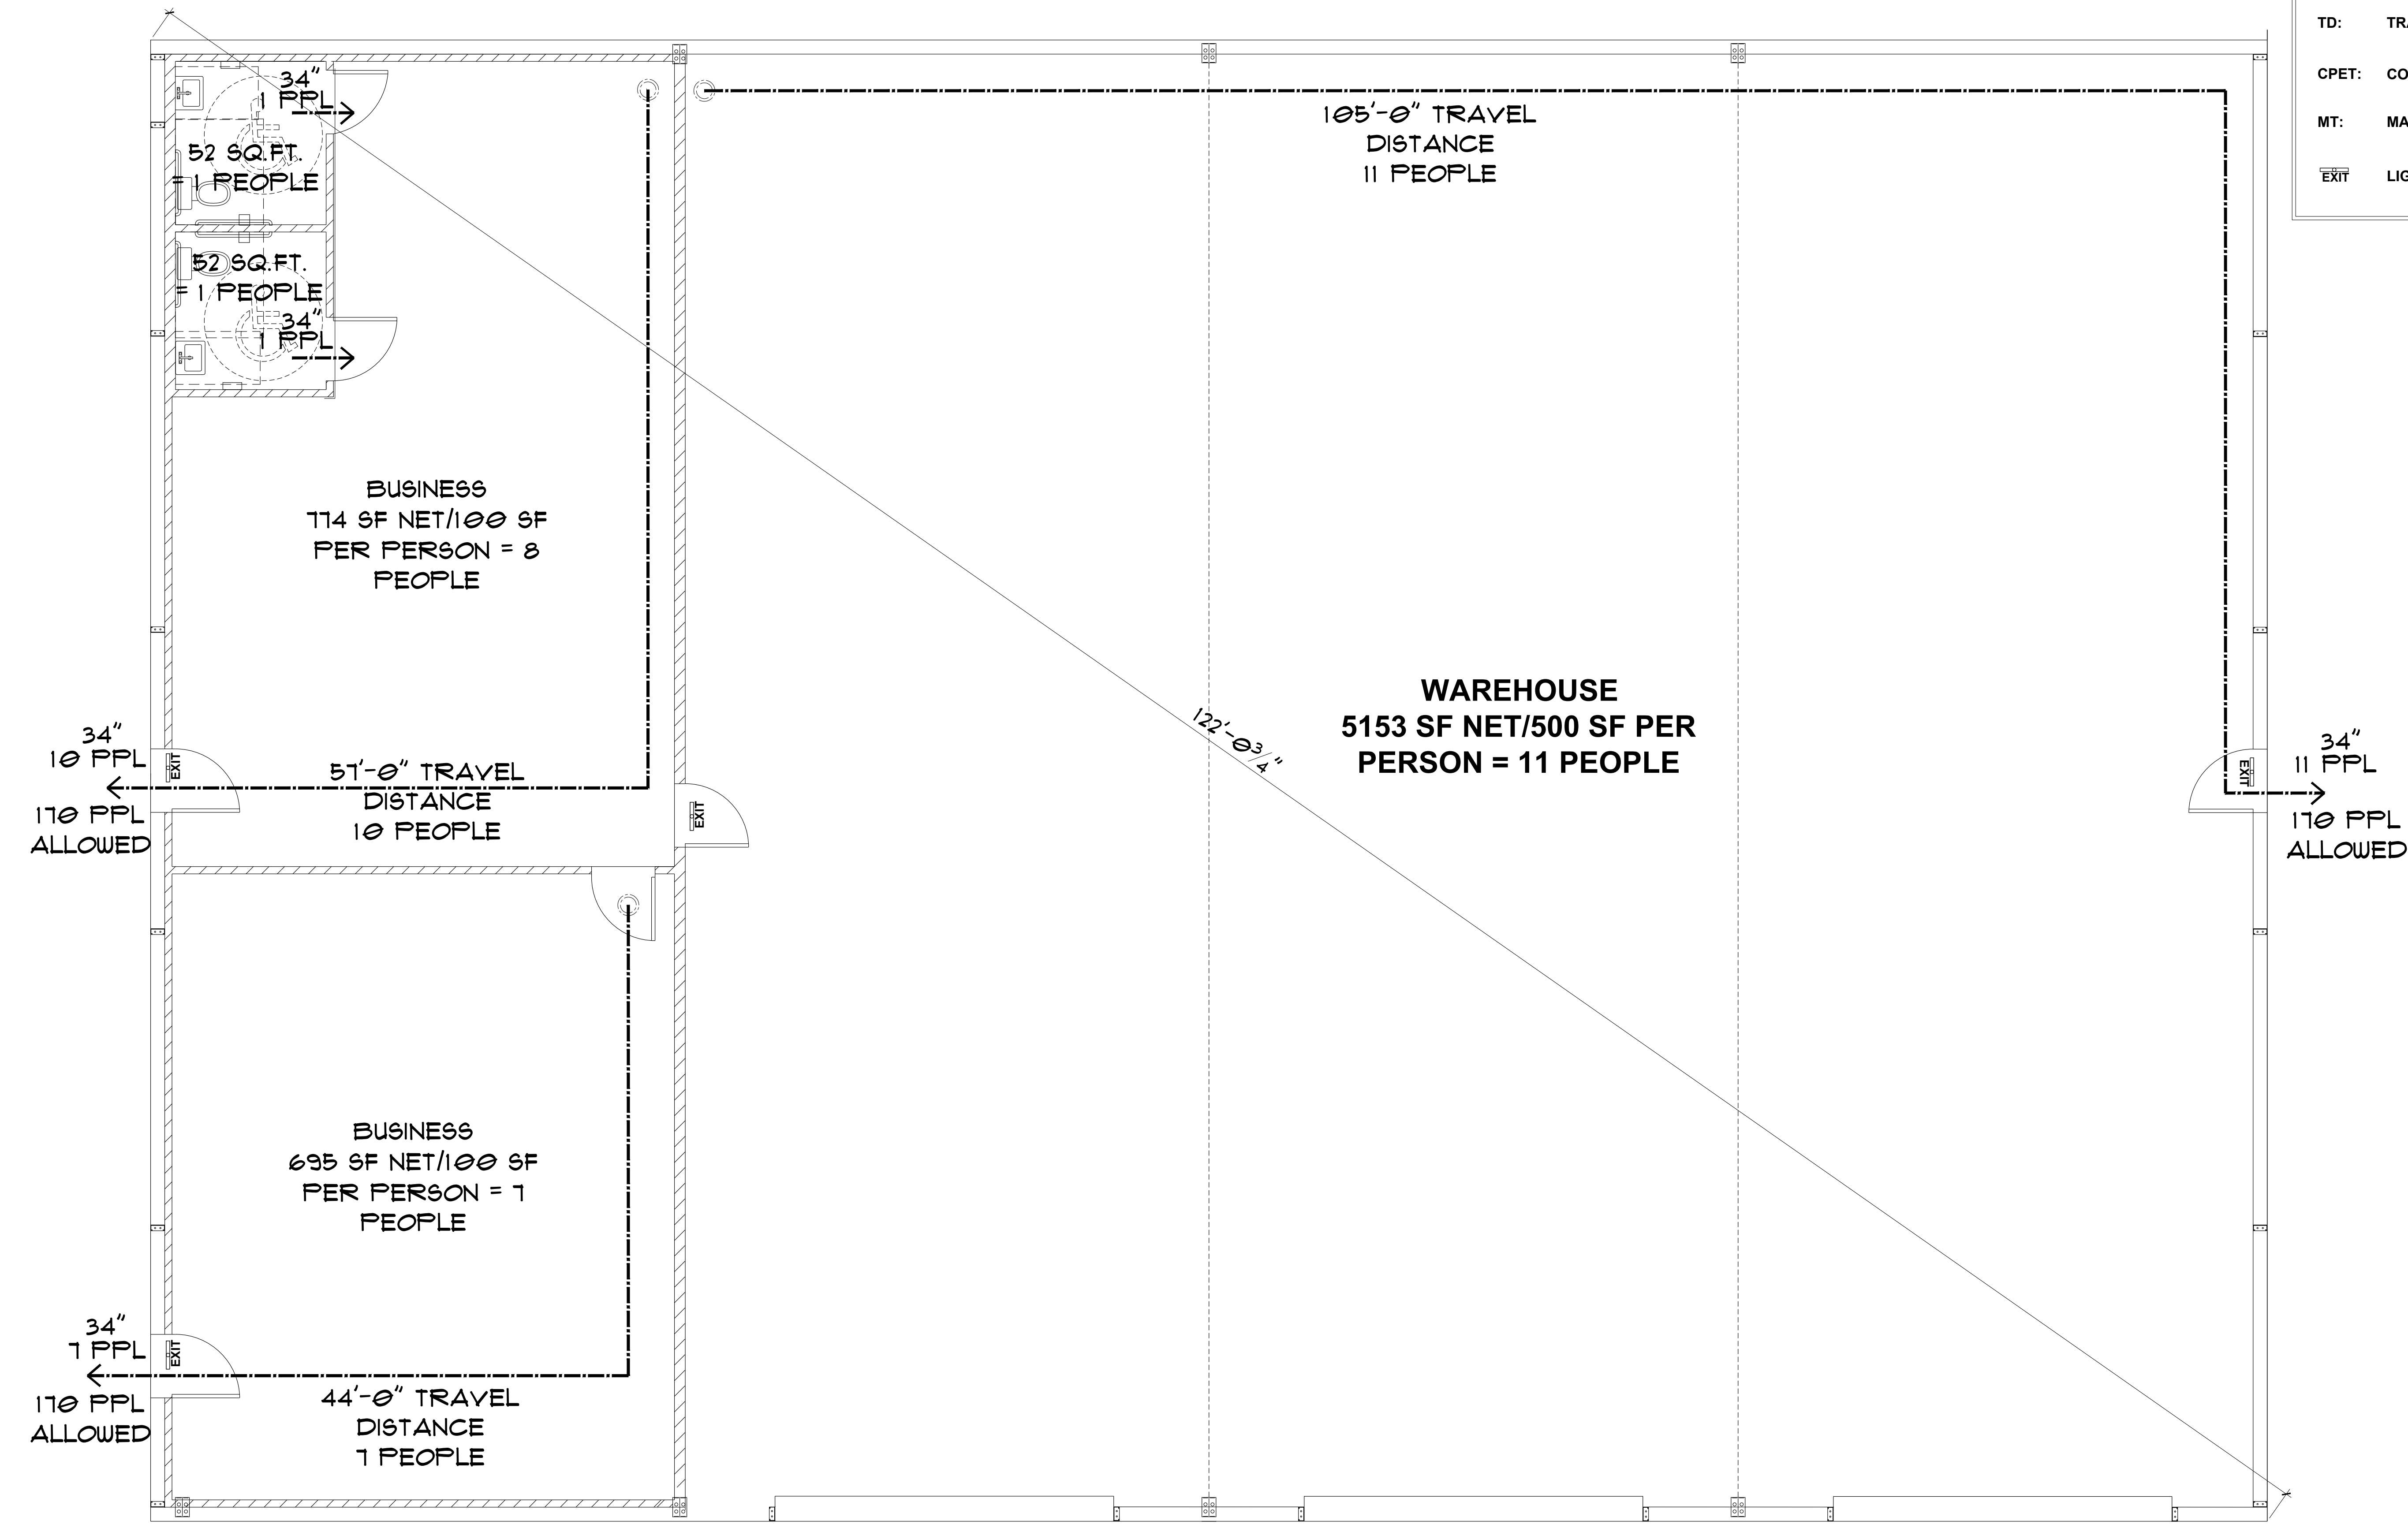 TD: TRA
CPET: CO
MT: MA
EXIT LIG
34"
1 PPL
52 SQ.FT.
= 1 PEOPLE
52 SQ.FT.
= 1 PEOPLE
34"
1 PPL
105'-0" TRAVEL
DISTANCE
11 PEOPLE
BUSINESS
774 SF NET/100 SF
PER PERSON = 8
PEOPLE
WAREHOUSE
5153 SF NET/500 SF PER
PERSON = 11 PEOPLE
122'-0 3/4"
34"
10 PPL
EXIT
170 PPL
ALLOWED
57'-0" TRAVEL
DISTANCE
10 PEOPLE
EXIT
EXIT
34"
11 PPL
170 PPL
ALLOWED
BUSINESS
695 SF NET/100 SF
PER PERSON = 7
PEOPLE
34"
7 PPL
EXIT
170 PPL
ALLOWED
44'-0" TRAVEL
DISTANCE
7 PEOPLE